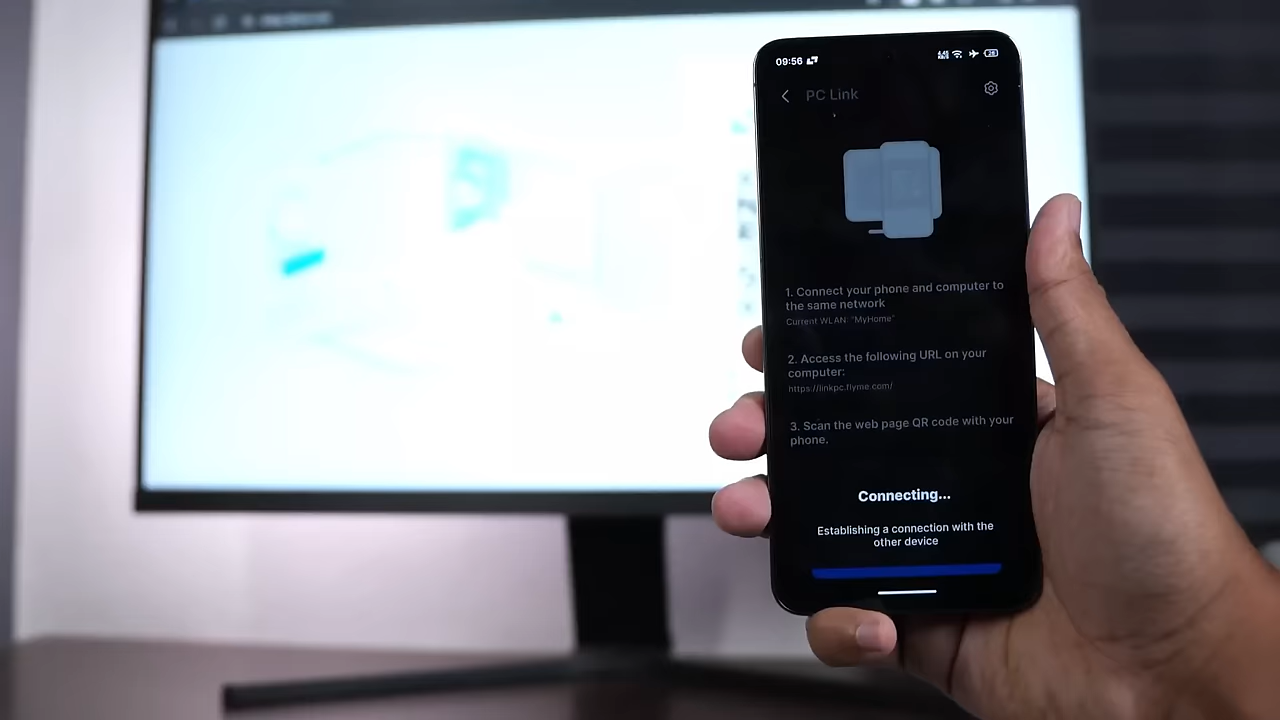 09:56
PC Link
1. Connect your phone and computer to
the same network
Current WLAN: "MyHome"
2. Access the following URL on your
computer:
https://linkpc.flyme.com/
3. Scan the web page QR code with your
phone.
Connecting...
Establishing a connection with the
other device